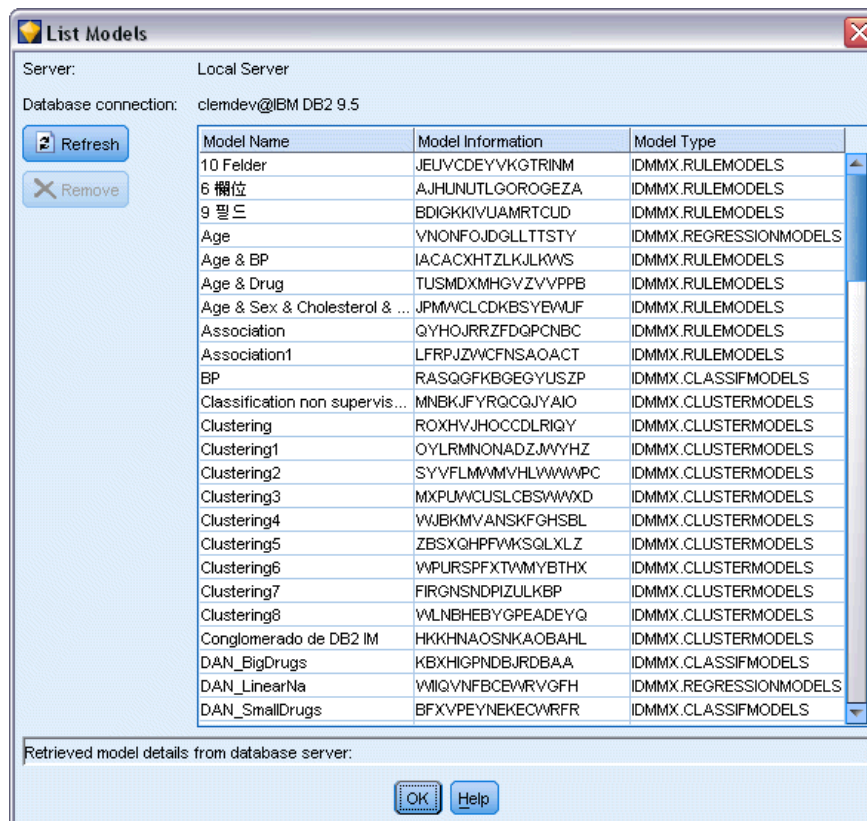 List Models
Server: Local Server
Database connection: clemdev@IBM DB2 9.5
Refresh
Remove
Model Name Model Information Model Type
10 Felder JEUVCDEYVKGTRINM IDMMX.RULEMODELS
6 欄位 AJHUNUTLGOROGEZA IDMMX.RULEMODELS
9 필드 BDIGKKIVUAMRTCUD IDMMX.RULEMODELS
Age VNONFOJDGLLTTSTY IDMMX.REGRESSIONMODELS
Age & BP IACACXHTZLKJLKWS IDMMX.RULEMODELS
Age & Drug TUSMDXMHGVZVVPPB IDMMX.RULEMODELS
Age & Sex & Cholesterol & ... JPMWCLCDKBSYEWUF IDMMX.RULEMODELS
Association QYHOJRRZFDQPCNBC IDMMX.RULEMODELS
Association1 LFRPJZWCFNSAOACT IDMMX.RULEMODELS
BP RASQGFKBGEGYUSZP IDMMX.CLASSIFMODELS
Classification non supervis... MNBKJFYRQCQJYAIO IDMMX.CLUSTERMODELS
Clustering ROXHVJHOCCDLRIQY IDMMX.CLUSTERMODELS
Clustering1 OYLRMNONADZJWYHZ IDMMX.CLUSTERMODELS
Clustering2 SYVFLMWMVHLWWWPC IDMMX.CLUSTERMODELS
Clustering3 MXPUWCUSLCBSWWXD IDMMX.CLUSTERMODELS
Clustering4 WJBKMVANSKFGHSBL IDMMX.CLUSTERMODELS
Clustering5 ZBSXQHPFWKSQLXLZ IDMMX.CLUSTERMODELS
Clustering6 WPURSPFXTWMYBTHX IDMMX.CLUSTERMODELS
Clustering7 FIRGNSNDPIZULKBP IDMMX.CLUSTERMODELS
Clustering8 WLNBHEBYGPEADEYQ IDMMX.CLUSTERMODELS
Conglomerado de DB2 IM HKKHNAOSNKAOBAHL IDMMX.CLUSTERMODELS
DAN_BigDrugs KBXHIGPNDBJRDBAA IDMMX.CLASSIFMODELS
DAN_LinearNa WIIQVNFBCEWRVGFH IDMMX.REGRESSIONMODELS
DAN_SmallDrugs BFXVPEYNEKECWRFR IDMMX.CLASSIFMODELS
Retrieved model details from database server:
OK Help